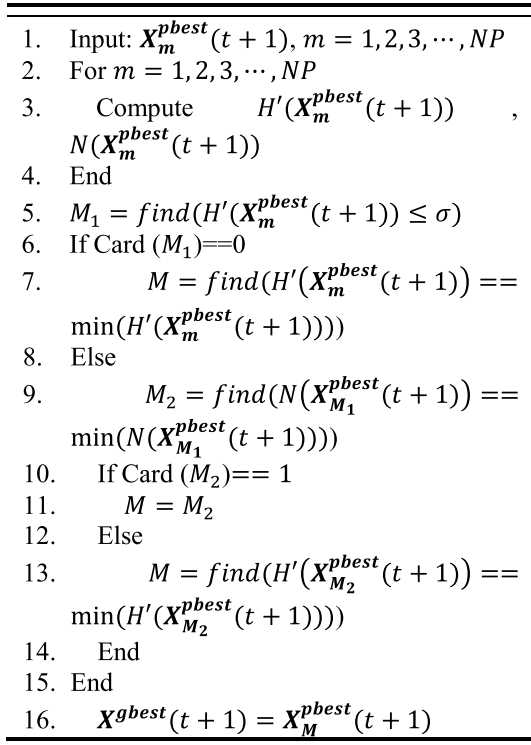 1. Input: X_m^pbest(t + 1), m = 1,2,3, ⋯ , NP
2. For m = 1,2,3, ⋯ , NP
3. Compute H′(X_m^pbest(t + 1)) ,
N(X_m^pbest(t + 1))
4. End
5. M_1 = find(H′(X_m^pbest(t + 1)) ≤ σ)
6. If Card (M_1)==0
7. M = find(H′(X_m^pbest(t + 1)) ==
min(H′(X_m^pbest(t + 1))))
8. Else
9. M_2 = find(N(X_{M_1}^pbest(t + 1)) ==
min(N(X_{M_1}^pbest(t + 1))))
10. If Card (M_2)== 1
11. M = M_2
12. Else
13. M = find(H′(X_{M_2}^pbest(t + 1)) ==
min(H′(X_{M_2}^pbest(t + 1))))
14. End
15. End
16. X^gbest(t + 1) = X_M^pbest(t + 1)